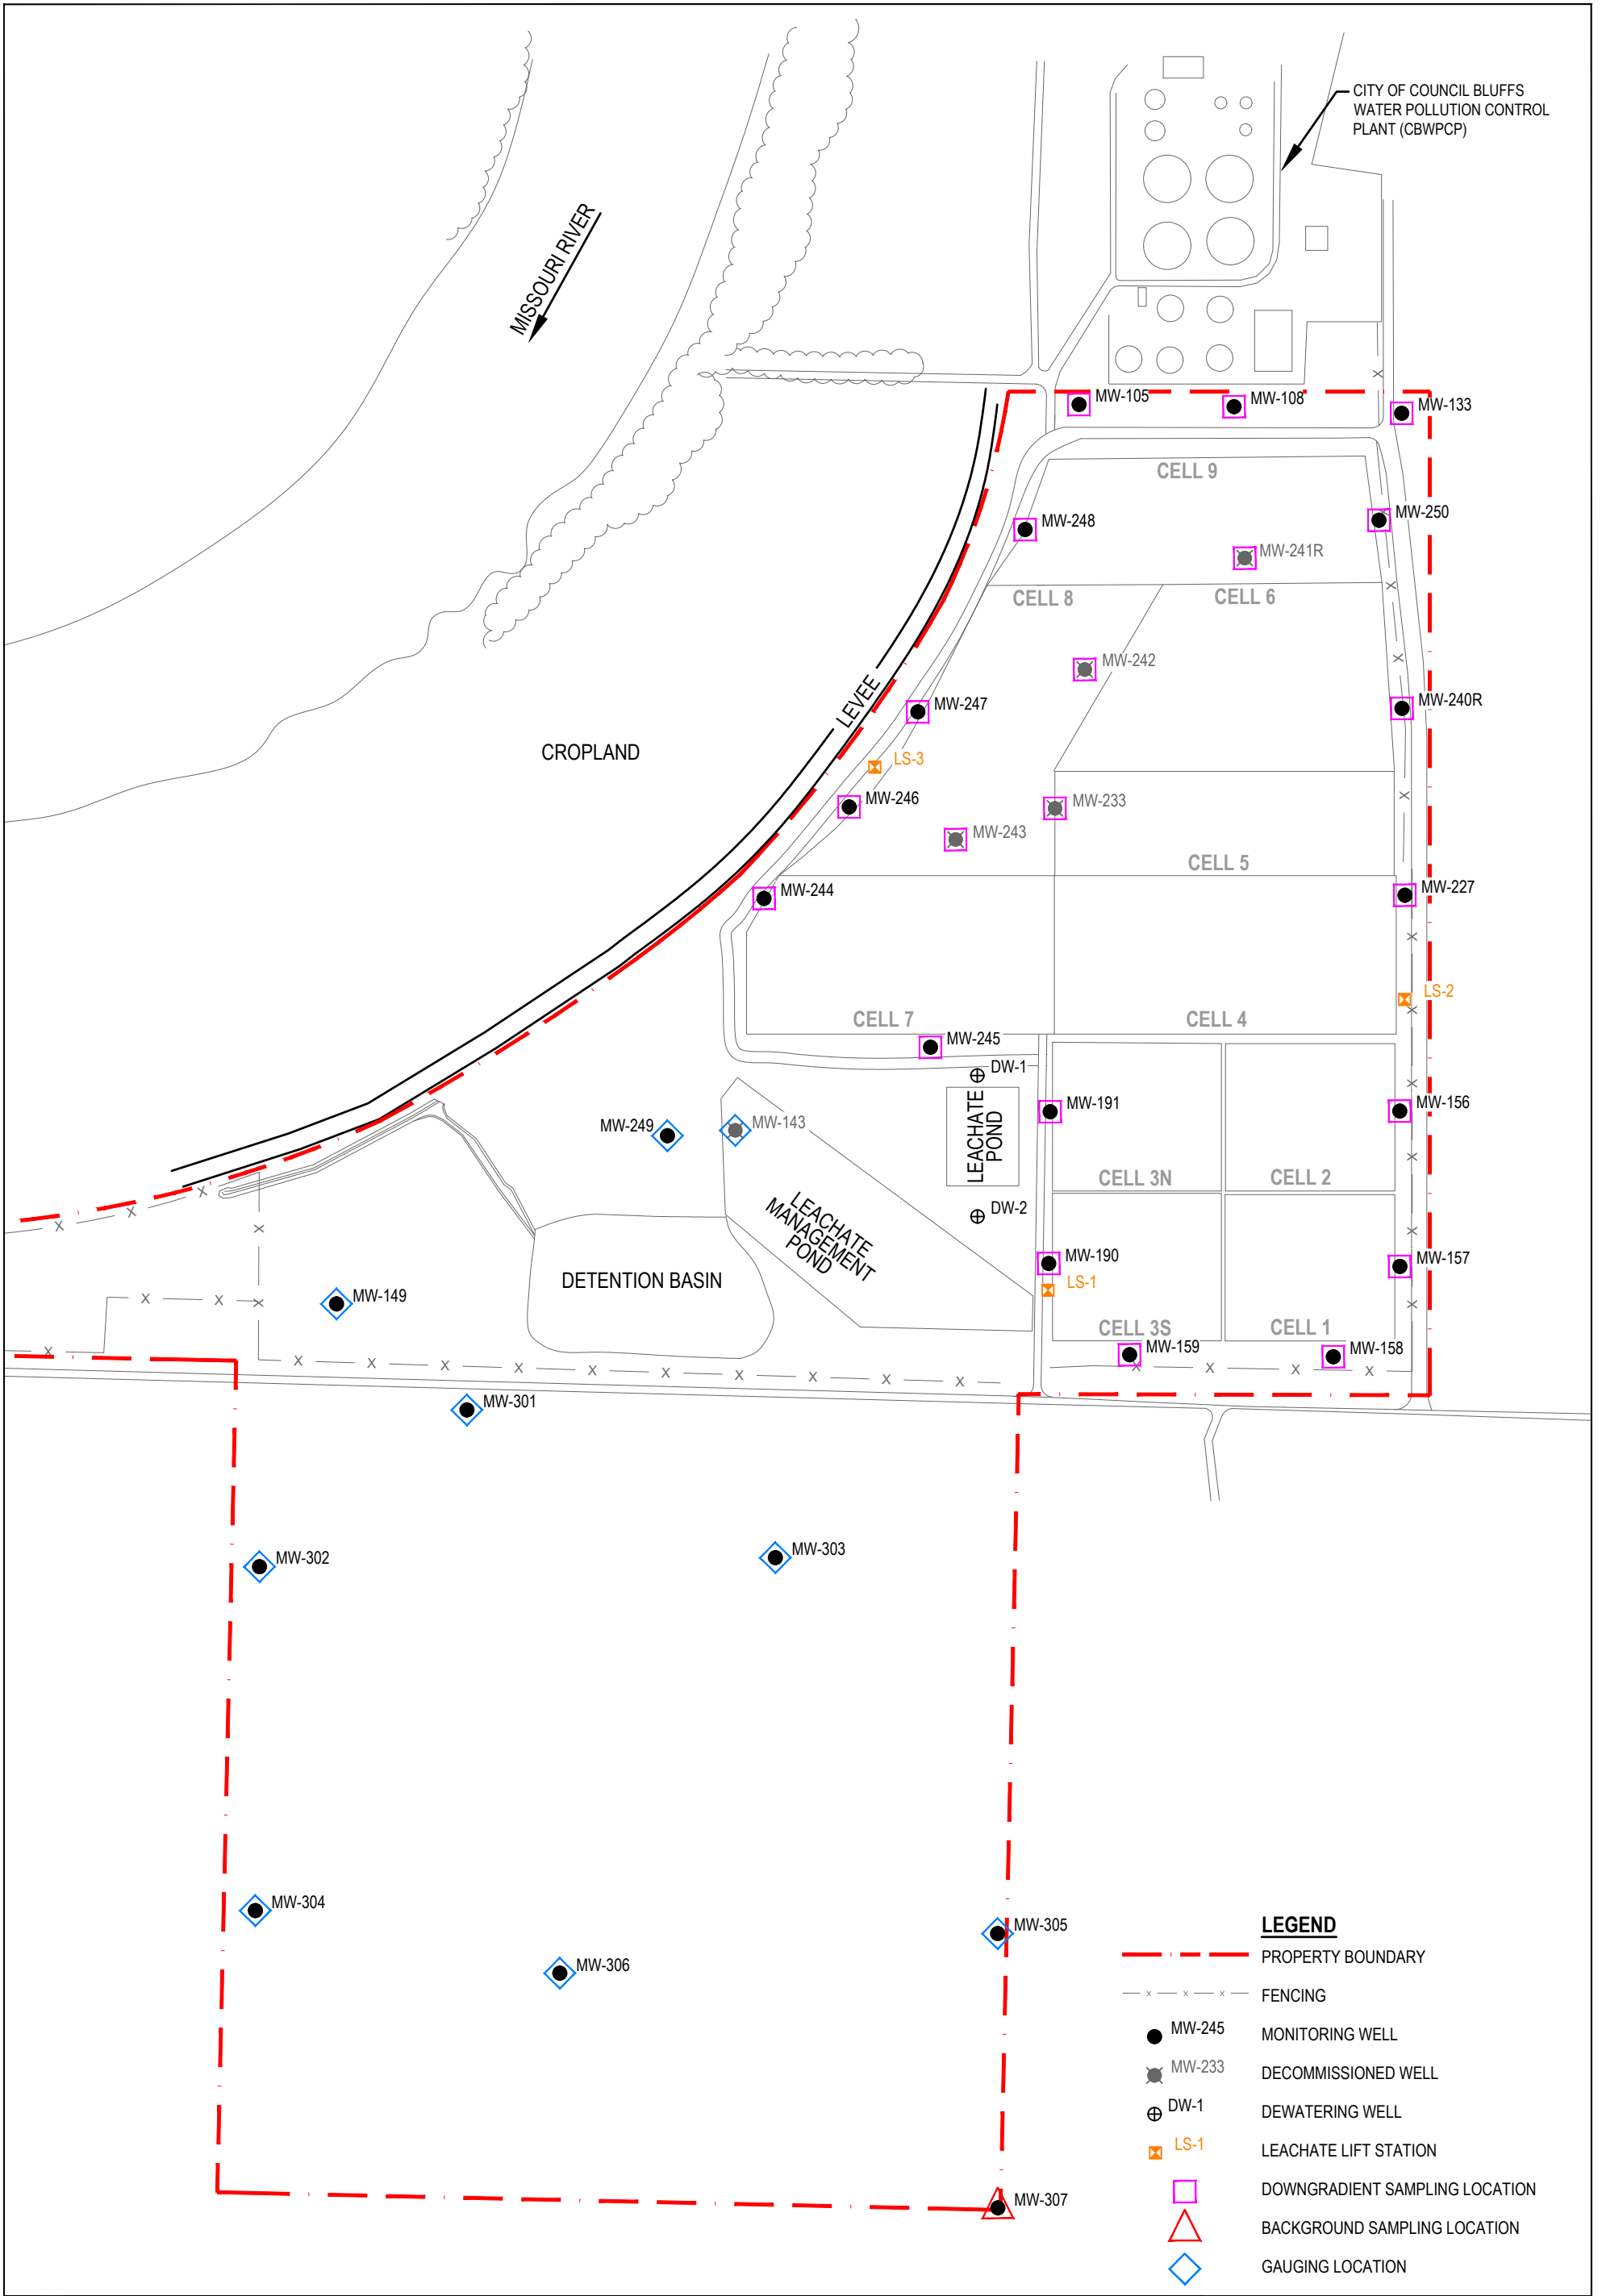 CITY OF COUNCIL BLUFFS
WATER POLLUTION CONTROL
PLANT (CBWPCP)
MISSOURI RIVER
MW-105
MW-108
MW-133
CELL 9
MW-248
MW-250
MW-241R
CELL 8
CELL 6
MW-242
LEVEE
MW-247
MW-240R
CROPLAND
LS-3
MW-246
MW-233
MW-243
CELL 5
MW-244
MW-227
LS-2
CELL 7
CELL 4
MW-245
DW-1
MW-191
MW-156
LEACHATE
POND
MW-249
MW-143
CELL 3N
CELL 2
DW-2
LEACHATE
MANAGEMENT
POND
MW-190
MW-157
LS-1
DETENTION BASIN
MW-149
CELL 3S
CELL 1
MW-159
MW-158
MW-301
MW-302
MW-303
MW-304
MW-305
MW-306
MW-307
LEGEND
PROPERTY BOUNDARY
FENCING
MW-245 MONITORING WELL
MW-233 DECOMMISSIONED WELL
DW-1 DEWATERING WELL
LS-1 LEACHATE LIFT STATION
DOWNGRADIENT SAMPLING LOCATION
BACKGROUND SAMPLING LOCATION
GAUGING LOCATION